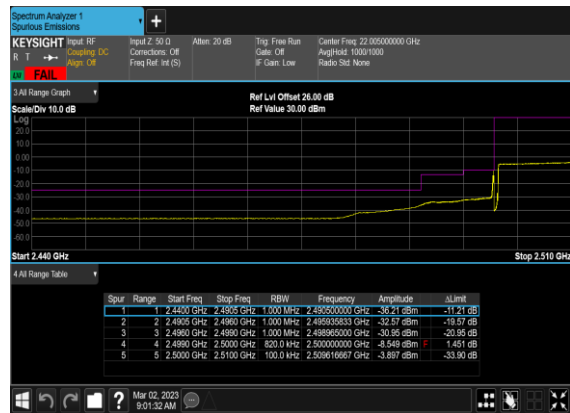 Spectrum Analyzer 1
Spurious Emissions
KEYSIGHT Input: RF Input Z: 50 Ω Atten: 20 dB Trig: Free Run Center Freq: 22.005000000 GHz
R T Coupling: DC Corrections: Off Gate: Off Avg|Hold: 1000/1000
Align: Off Freq Ref: Int (S) IF Gain: Low Radio Std: None
LW FAIL
3 All Range Graph Ref Lvl Offset 26.00 dB
Scale/Div 10.0 dB Ref Value 30.00 dBm
Log
20.0
10.0
0.00
-10.0
-20.0
-30.0
-40.0
-50.0
-60.0
Start 2.440 GHz Stop 2.510 GHz
4 All Range Table
Spur Range Start Freq Stop Freq RBW Frequency Amplitude ΔLimit
1 1 2.4400 GHz 2.4905 GHz 1.000 MHz 2.490500000 GHz -36.21 dBm -11.21 dB
2 2 2.4905 GHz 2.4960 GHz 1.000 MHz 2.495935833 GHz -32.57 dBm -19.57 dB
3 3 2.4960 GHz 2.4990 GHz 1.000 MHz 2.498965000 GHz -30.95 dBm -20.95 dB
4 4 2.4990 GHz 2.5000 GHz 820.0 kHz 2.500000000 GHz -8.549 dBm F 1.451 dB
5 5 2.5000 GHz 2.5100 GHz 100.0 kHz 2.509616667 GHz -3.897 dBm -33.90 dB
? Mar 02, 2023
9:01:32 AM